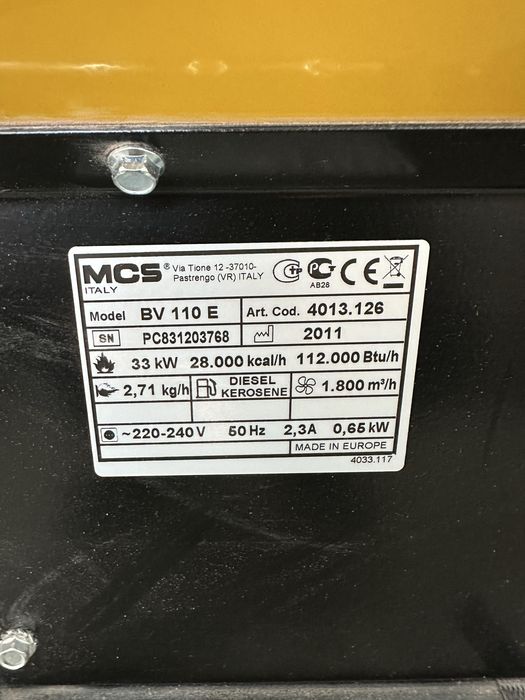 MCS® Via Tione 12 -37010-
ITALY Pastrengo (VR) ITALY
AB28
Model BV 110 E Art. Cod. 4013.126
SN PC831203768 2011
33 kW 28.000 kcal/h 112.000 Btu/h
2,71 kg/h DIESEL KEROSENE 1.800 m³/h
~220-240 V 50 Hz 2,3A 0,65 kW
MADE IN EUROPE
4033.117